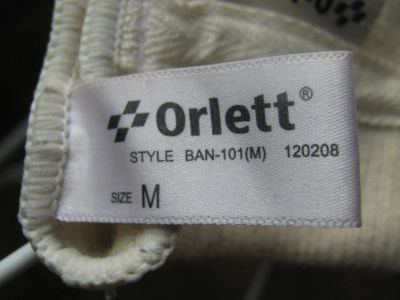 Orlett®
STYLE BAN-101(M) 120208
SIZE M